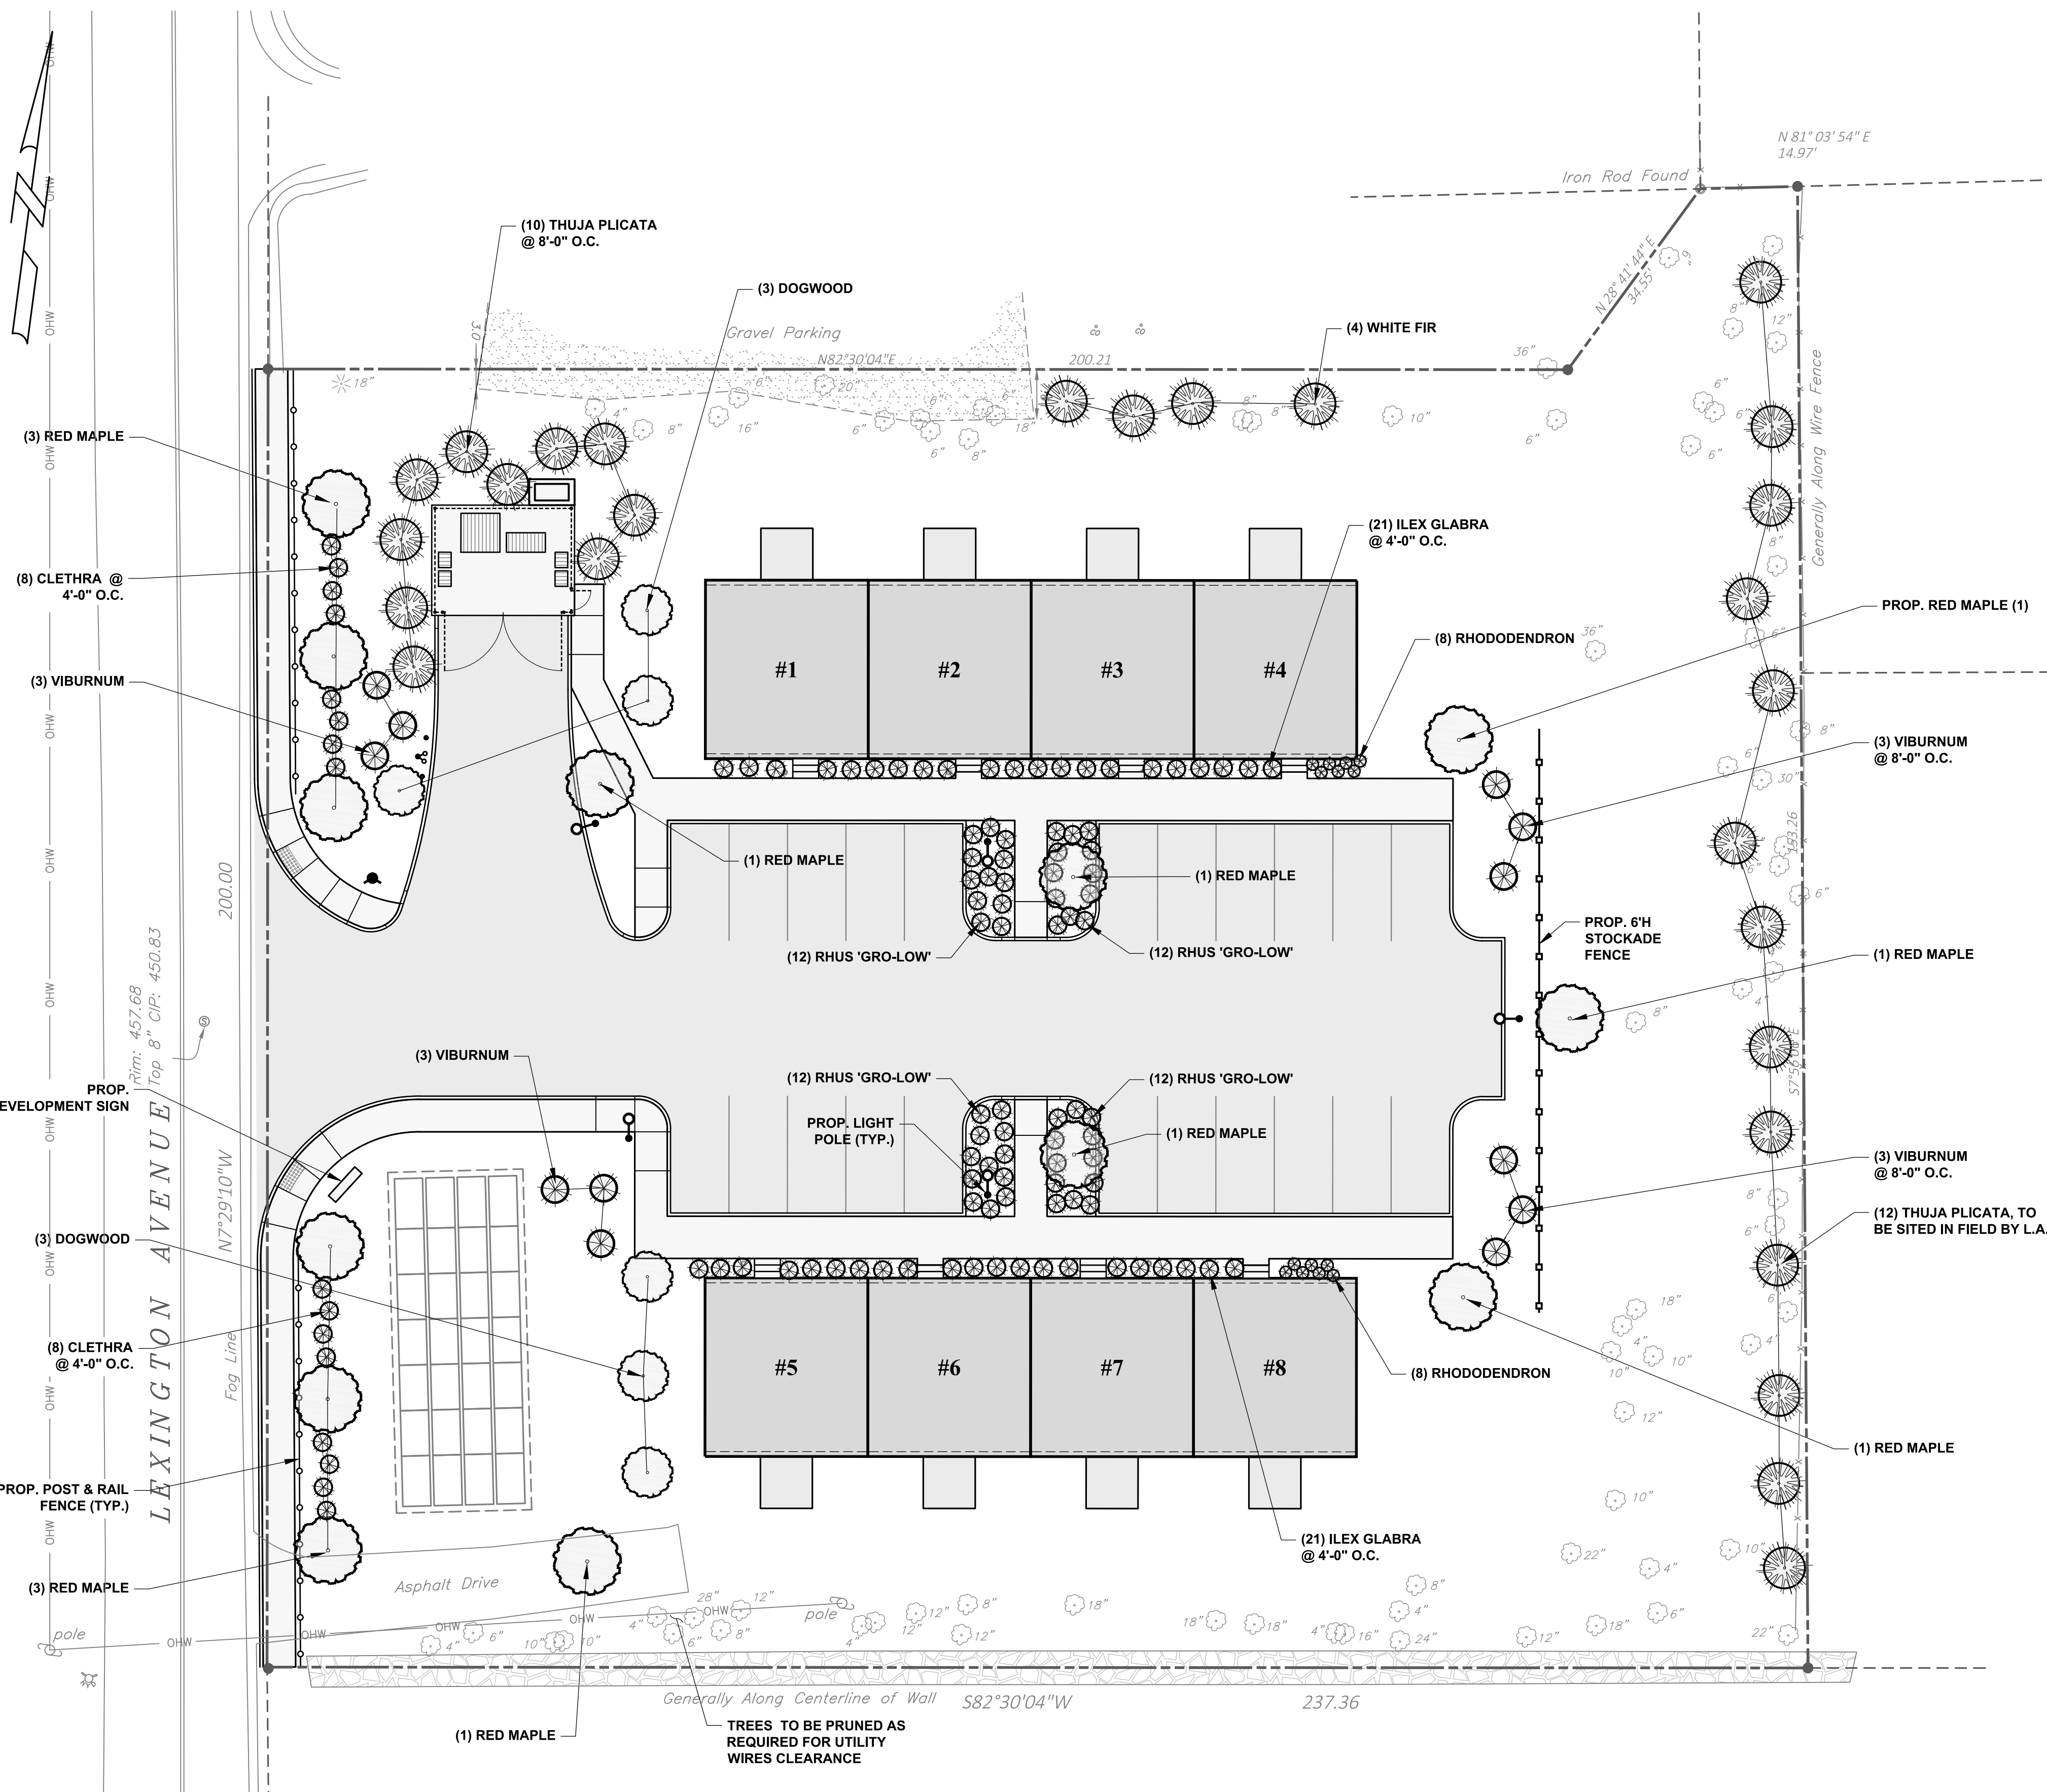 N 81° 03' 54" E
14.97'
Iron Rod Found
N 28° 41' 44" E
34.55'
(10) THUJA PLICATA
@ 8'-0" O.C.
(3) DOGWOOD
(4) WHITE FIR
Gravel Parking
N82°30'04"E
200.21
36"
18"
(3) RED MAPLE
(8) CLETHRA @
4'-0" O.C.
(3) VIBURNUM
(21) ILEX GLABRA
@ 4'-0" O.C.
(8) RHODODENDRON
PROP. RED MAPLE (1)
Generally Along Wire Fence
#1
#2
#3
#4
(3) VIBURNUM
@ 8'-0" O.C.
(1) RED MAPLE
(1) RED MAPLE
(12) RHUS 'GRO-LOW'
(12) RHUS 'GRO-LOW'
PROP. 6'H
STOCKADE
FENCE
(1) RED MAPLE
200.00
Rim: 457.68
Top 8" CIP: 450.83
153.26
LEXINGTON AVENUE
N7°29'10"W
Fog Line
PROP.
EVELOPMENT SIGN
(3) VIBURNUM
(12) RHUS 'GRO-LOW'
(12) RHUS 'GRO-LOW'
PROP. LIGHT
POLE (TYP.)
(1) RED MAPLE
(3) VIBURNUM
@ 8'-0" O.C.
(12) THUJA PLICATA, TO
BE SITED IN FIELD BY L.A.
(3) DOGWOOD
(8) CLETHRA
@ 4'-0" O.C.
#5
#6
#7
#8
(8) RHODODENDRON
(1) RED MAPLE
PROP. POST & RAIL
FENCE (TYP.)
(21) ILEX GLABRA
@ 4'-0" O.C.
(3) RED MAPLE
Asphalt Drive
pole
pole
OHW
Generally Along Centerline of Wall
S82°30'04"W
237.36
(1) RED MAPLE
TREES TO BE PRUNED AS
REQUIRED FOR UTILITY
WIRES CLEARANCE